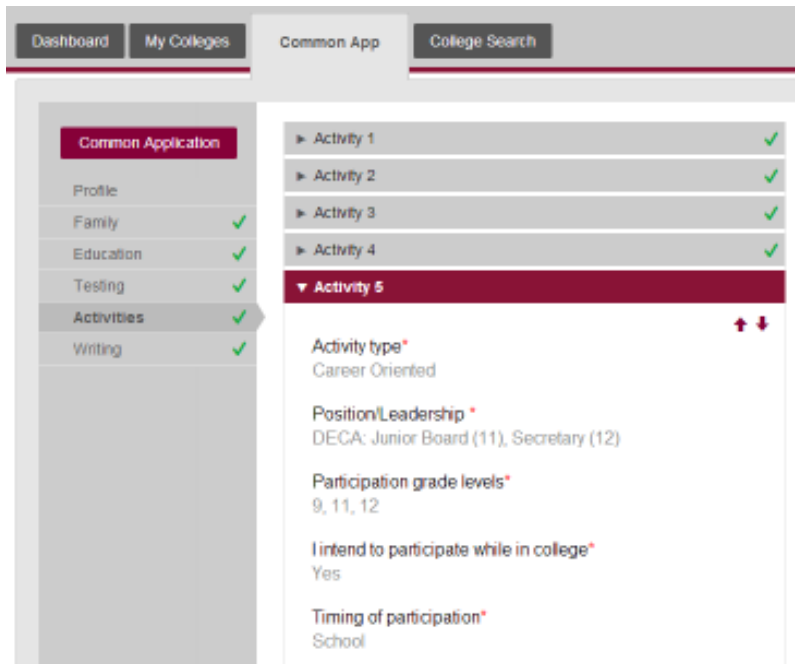 Dashboard My Colleges Common App College Search
Common Application
Profile
Family
Education
Testing
Activities
Writing
Activity 1
Activity 2
Activity 3
Activity 4
Activity 5
Activity type*
Career Oriented
Position/Leadership *
DECA: Junior Board (11), Secretary (12)
Participation grade levels*
9, 11, 12
I intend to participate while in college*
Yes
Timing of participation*
School